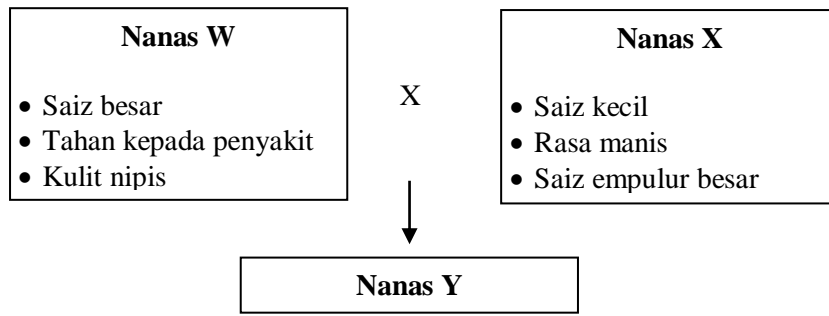 Nanas W
• Saiz besar
• Tahan kepada penyakit
• Kulit nipis
X
Nanas X
• Saiz kecil
• Rasa manis
• Saiz empulur besar
Nanas Y